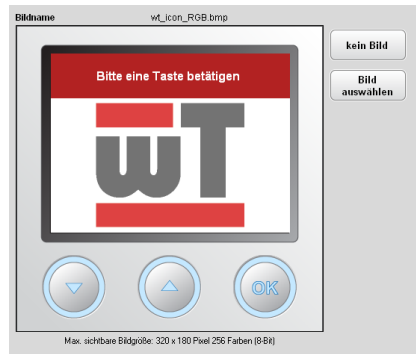 Bildname wt_icon_RGB.bmp
kein Bild
Bild
auswählen
Bitte eine Taste betätigen
wT
OK
Max. sichtbare Bildgröße: 320 x 180 Pixel 256 Farben (8-Bit)